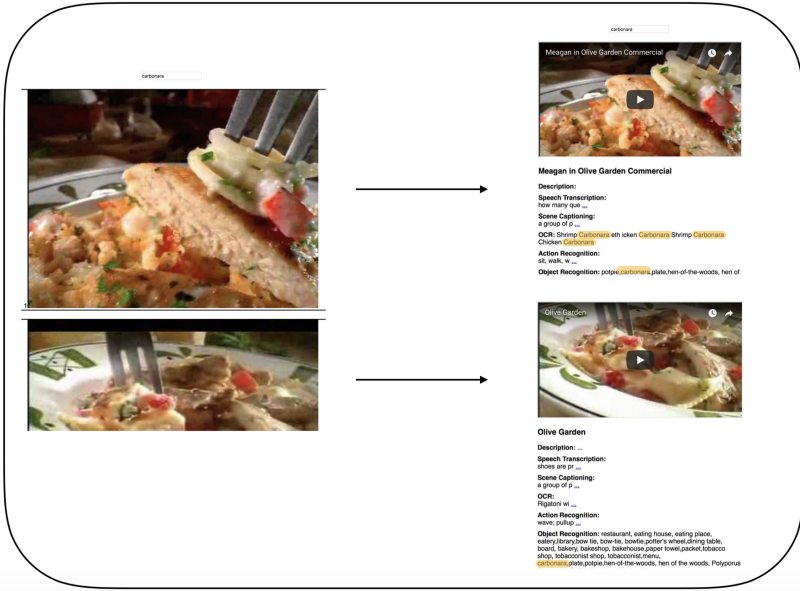 carbonara
1
carbonara
Meagan in Olive Garden Commercial
Meagan in Olive Garden Commercial
Description:
Speech Transcription:
how many que ...
Scene Captioning:
a group of p ...
OCR: Shrimp Carbonara eth icken Carbonara Shrimp Carbonara
Chicken Carbonara
Action Recognition:
sit, walk, w ...
Object Recognition: potpie,carbonara,plate,hen-of-the-woods, hen of
Olive Garden
Olive Garden
Description: ...
Speech Transcription:
shoes are pr ...
Scene Captioning:
a group of p ...
OCR:
Rigatoni wi ...
Action Recognition:
wave; pullup ...
Object Recognition: restaurant, eating house, eating place,
eatery,library,bow tie, bow-tie, bowtie,potter's wheel,dining table,
board, bakery, bakeshop, bakehouse,paper towel,packet,tobacco
shop, tobacconist shop, tobacconist,menu,
carbonara,plate,potpie,hen-of-the-woods, hen of the woods, Polyporus